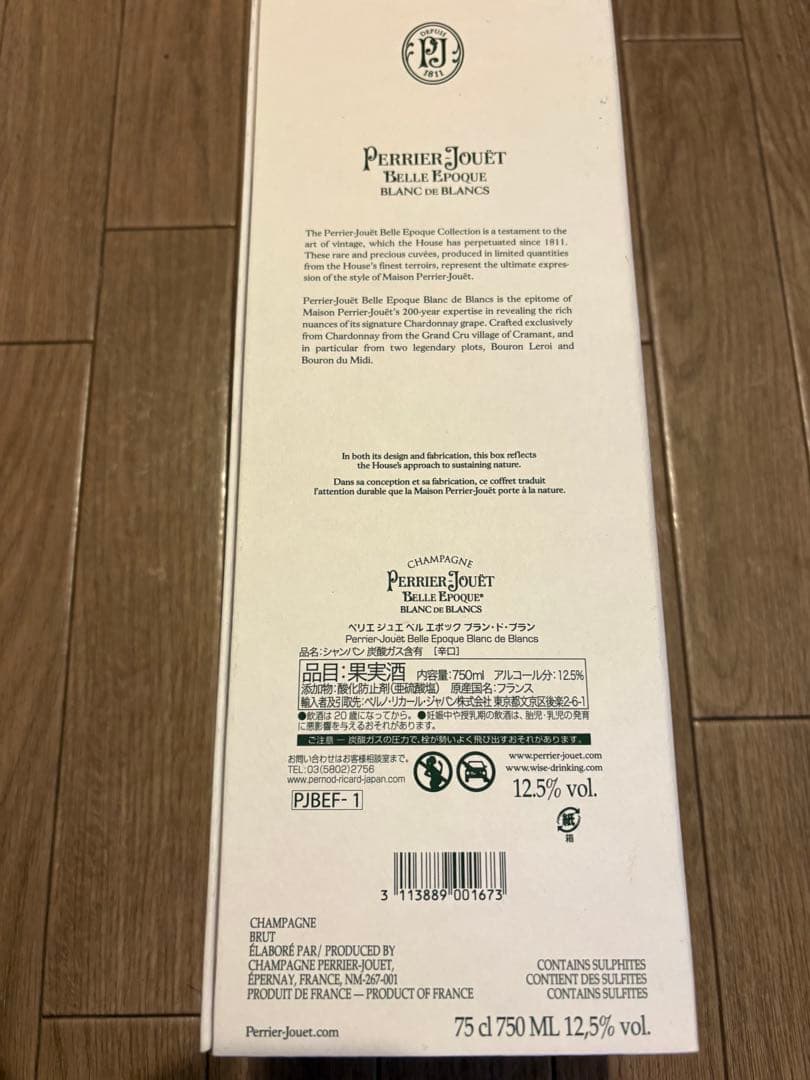 DEPUIS
PJ
1811
PERRIER-JOUËT
BELLE EPOQUE
BLANC DE BLANCS
The Perrier-Jouët Belle Epoque Collection is a testament to the
art of vintage, which the House has perpetuated since 1811.
These rare and precious cuvées, produced in limited quantities
from the House's finest terroirs, represent the ultimate expres-
sion of the style of Maison Perrier-Jouët.
Perrier-Jouët Belle Epoque Blanc de Blancs is the epitome of
Maison Perrier-Jouët's 200-year expertise in revealing the rich
nuances of its signature Chardonnay grape. Crafted exclusively
from Chardonnay from the Grand Cru village of Cramant, and
in particular from two legendary plots, Bouron Leroi and
Bouron du Midi.
In both its design and fabrication, this box reflects
the House's approach to sustaining nature.
Dans sa conception et sa fabrication, ce coffret traduit
l'attention durable que la Maison Perrier-Jouët porte à la nature.
CHAMPAGNE
PERRIER-JOUËT
BELLE EPOQUE®
BLANC DE BLANCS
ペリエ ジュエ ベル エポック ブラン・ド・ブラン
Perrier-Jouët Belle Epoque Blanc de Blancs
品名:シャンパン 炭酸ガス含有 [辛口]
品目:果実酒 内容量:750ml アルコール分:12.5%
添加物:酸化防止剤(亜硫酸塩) 原産国名:フランス
輸入者及引取先:ペルノ・リカール・ジャパン株式会社 東京都文京区後楽2-6-1
●飲酒は20歳になってから。●妊娠中や授乳期の飲酒は、胎児・乳児の発育
に悪影響を与えるおそれがあります。
ご注意 ― 炭酸ガスの圧力で、栓が勢いよく飛び出すおそれがあります。
お問い合わせはお客様相談室まで。
TEL:03(5802)2756
www.pernod-ricard-japan.com
PJBEF-1
www.perrier-jouet.com
www.wise-drinking.com
12.5% vol.
紙
箱
3 113889 001673
CHAMPAGNE
BRUT
ÉLABORÉ PAR/ PRODUCED BY
CHAMPAGNE PERRIER-JOUET,
ÉPERNAY, FRANCE, NM-267-001
PRODUIT DE FRANCE — PRODUCT OF FRANCE
CONTAINS SULPHITES
CONTIENT DES SULFITES
CONTAINS SULFITES
Perrier-Jouet.com
75 cl 750 ML 12,5% vol.